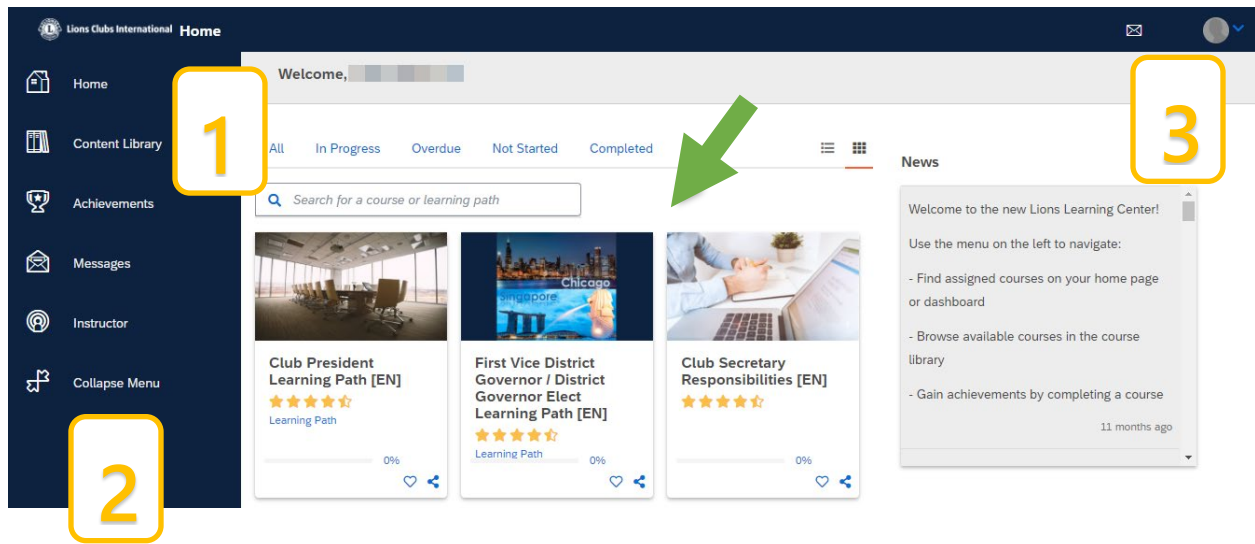 Lions Clubs International Home
Home
Content Library
Achievements
Messages
Instructor
Collapse Menu
1
2
3
Welcome,
All In Progress Overdue Not Started Completed
Search for a course or learning path
Chicago
Singapore
Club President
Learning Path [EN]
Learning Path
0%
First Vice District
Governor / District
Governor Elect
Learning Path [EN]
Learning Path
0%
Club Secretary
Responsibilities [EN]
0%
News
Welcome to the new Lions Learning Center!
Use the menu on the left to navigate:
- Find assigned courses on your home page
or dashboard
- Browse available courses in the course
library
- Gain achievements by completing a course
11 months ago